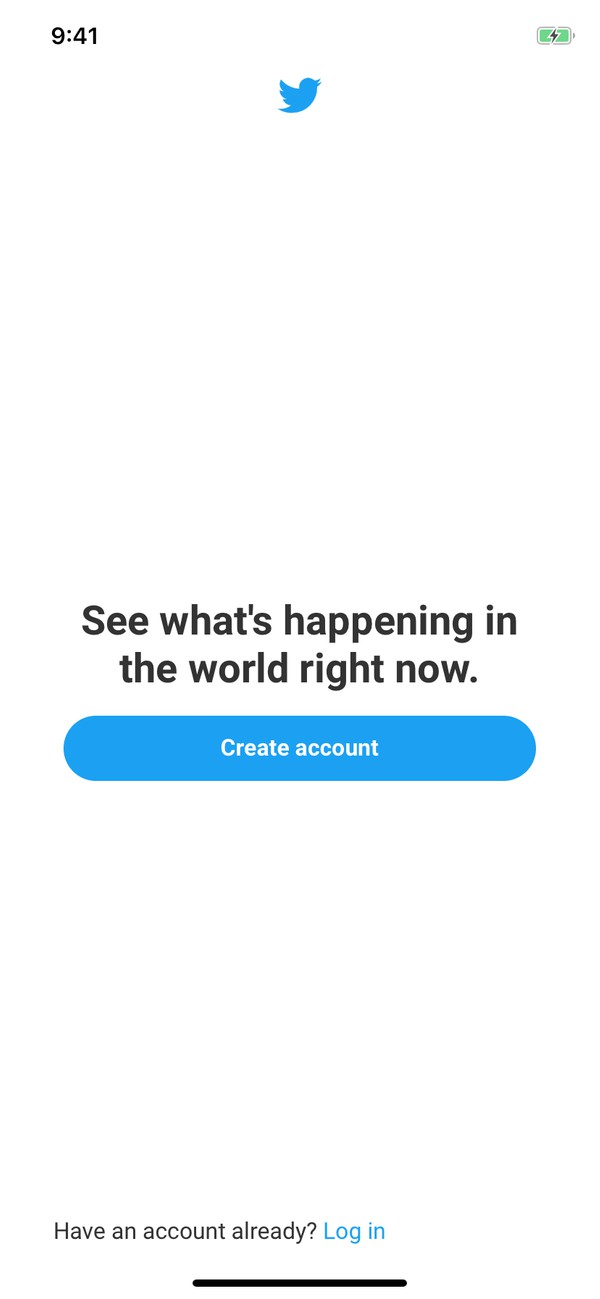 9:41
See what's happening in
the world right now.
Create account
Have an account already? Log in